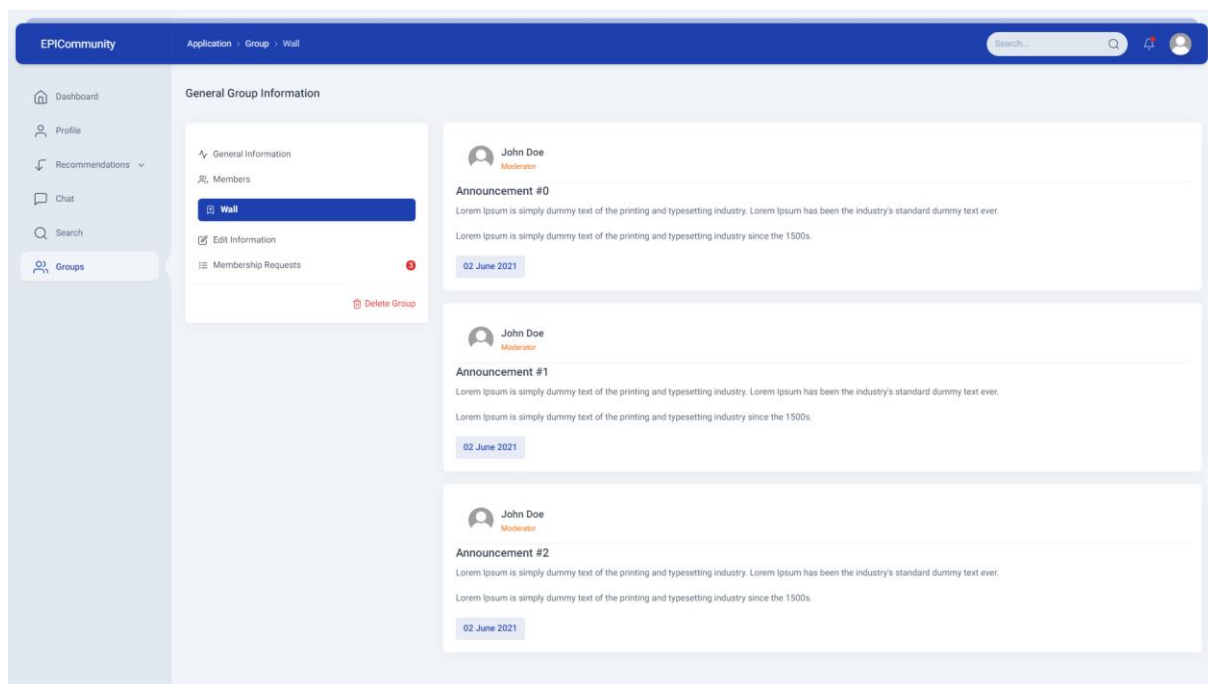 EPICommunity
Application > Group > Wall
Search...
Dashboard
Profile
Recommendations
Chat
Search
Groups
General Group Information
General Information
Members
Wall
Edit Information
Membership Requests 3
Delete Group
John Doe
Moderator
Announcement #0
Lorem Ipsum is simply dummy text of the printing and typesetting industry. Lorem Ipsum has been the industry's standard dummy text ever.
Lorem Ipsum is simply dummy text of the printing and typesetting industry since the 1500s.
02 June 2021
John Doe
Moderator
Announcement #1
Lorem Ipsum is simply dummy text of the printing and typesetting industry. Lorem Ipsum has been the industry's standard dummy text ever.
Lorem Ipsum is simply dummy text of the printing and typesetting industry since the 1500s.
02 June 2021
John Doe
Moderator
Announcement #2
Lorem Ipsum is simply dummy text of the printing and typesetting industry. Lorem Ipsum has been the industry's standard dummy text ever.
Lorem Ipsum is simply dummy text of the printing and typesetting industry since the 1500s.
02 June 2021